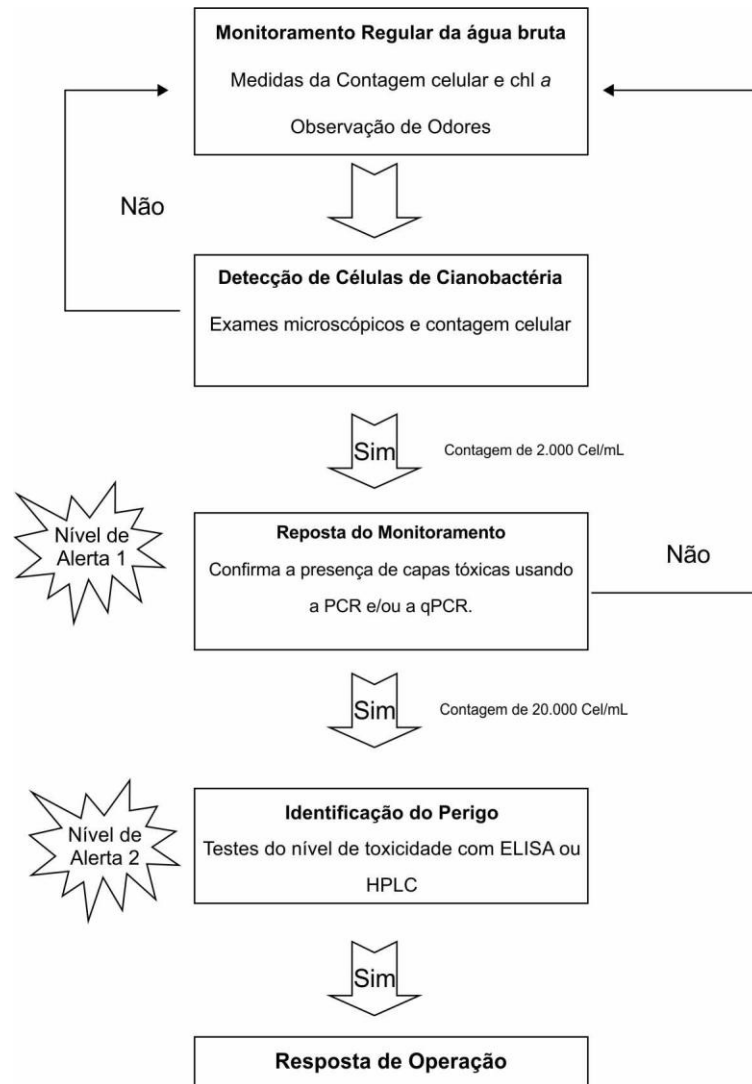 Monitoramento Regular da água bruta
Medidas da Contagem celular e chl a
Observação de Odores
Não
Detecção de Células de Cianobactéria
Exames microscópicos e contagem celular
Sim
Contagem de 2.000 Cel/mL
Nível de
Alerta 1
Reposta do Monitoramento
Confirma a presença de capas tóxicas usando
a PCR e/ou a qPCR.
Não
Sim
Contagem de 20.000 Cel/mL
Nível de
Alerta 2
Identificação do Perigo
Testes do nível de toxicidade com ELISA ou
HPLC
Sim
Resposta de Operação